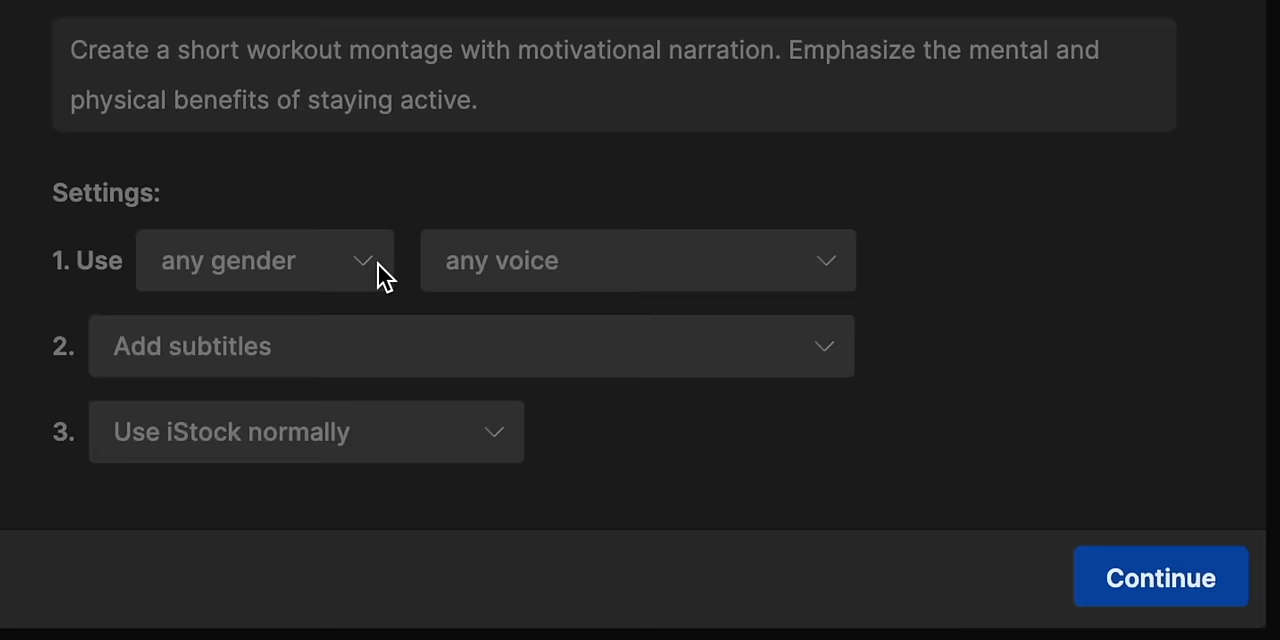 Create a short workout montage with motivational narration. Emphasize the mental and
physical benefits of staying active.
Settings:
1. Use any gender any voice
2. Add subtitles
3. Use iStock normally
Continue